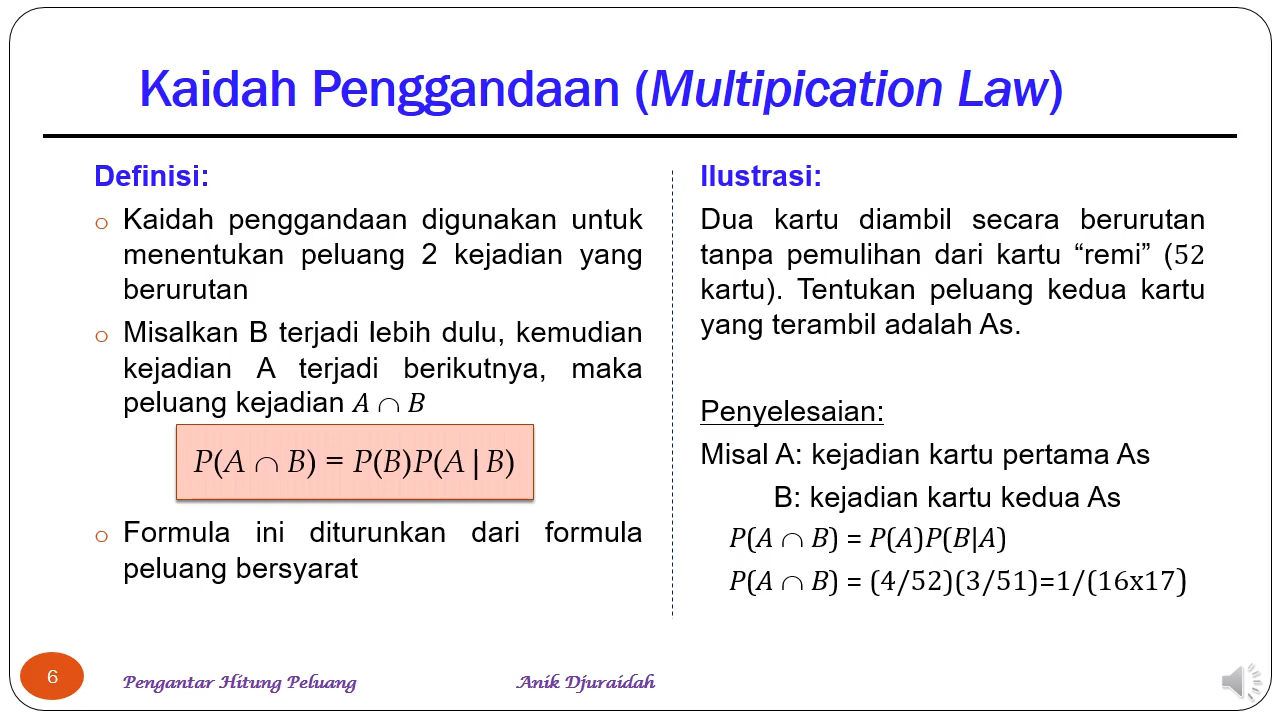 Kaidah Penggandaan (Multipication Law)
Definisi:
o Kaidah penggandaan digunakan untuk
menentukan peluang 2 kejadian yang
berurutan
o Misalkan B terjadi lebih dulu, kemudian
kejadian A terjadi berikutnya, maka
peluang kejadian A ∩ B
P(A ∩ B) = P(B)P(A | B)
o Formula ini diturunkan dari formula
peluang bersyarat
Ilustrasi:
Dua kartu diambil secara berurutan
tanpa pemulihan dari kartu “remi” (52
kartu). Tentukan peluang kedua kartu
yang terambil adalah As.
Penyelesaian:
Misal A: kejadian kartu pertama As
B: kejadian kartu kedua As
P(A ∩ B) = P(A)P(B|A)
P(A ∩ B) = (4/52)(3/51)=1/(16x17)
6
Pengantar Hitung Peluang
Anik Djuraidah